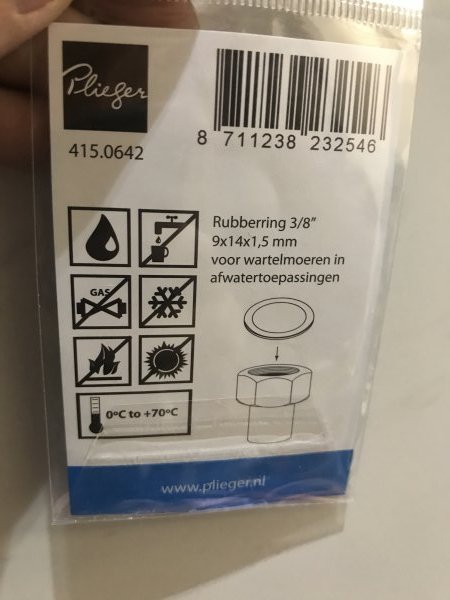 Plieger
415.0642
8 711238 232546
Rubberring 3/8”
9x14x1,5 mm
voor wartelmoeren in
afwatertoepassingen
GAS
0°C to +70°C
www.plieger.nl